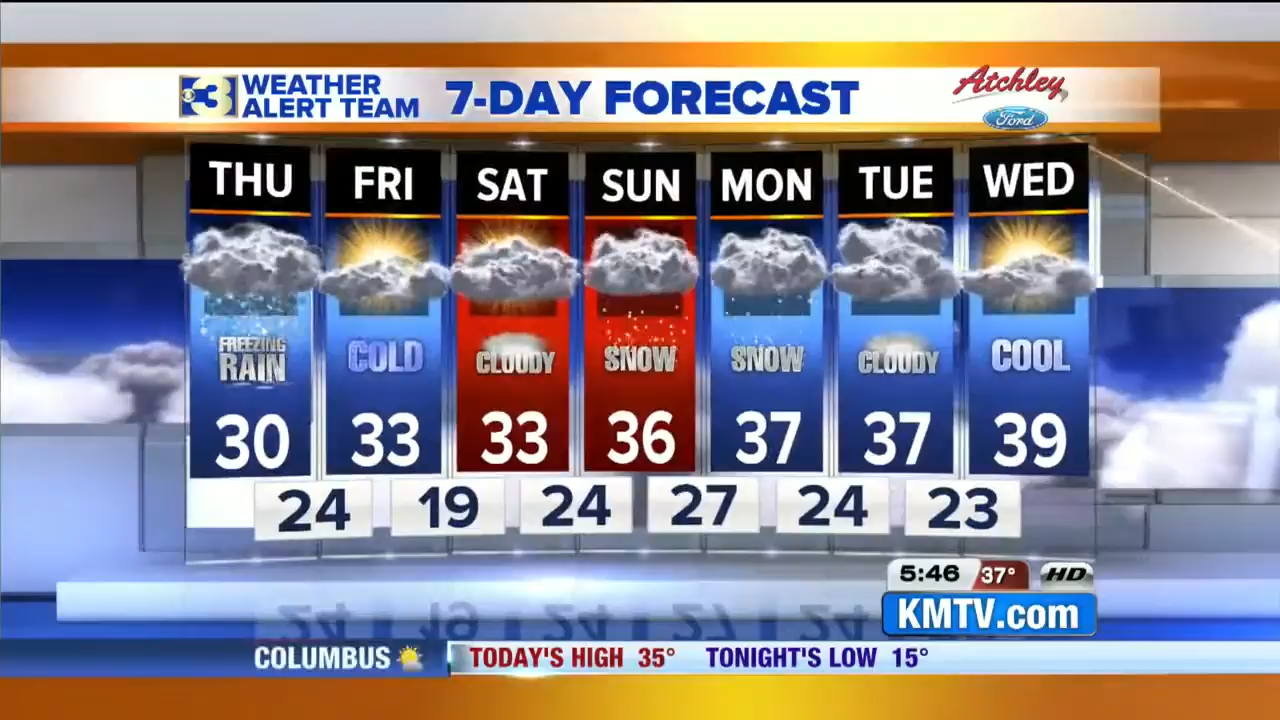 3 WEATHER ALERT TEAM
7-DAY FORECAST
Atchley
Ford
THU FRI SAT SUN MON TUE WED
FREEZING RAIN COLD CLOUDY SNOW SNOW CLOUDY COOL
30 33 33 36 37 37 39
24 19 24 27 24 23
5:46 37° HD
KMTV.com
COLUMBUS TODAY'S HIGH 35° TONIGHT'S LOW 15°